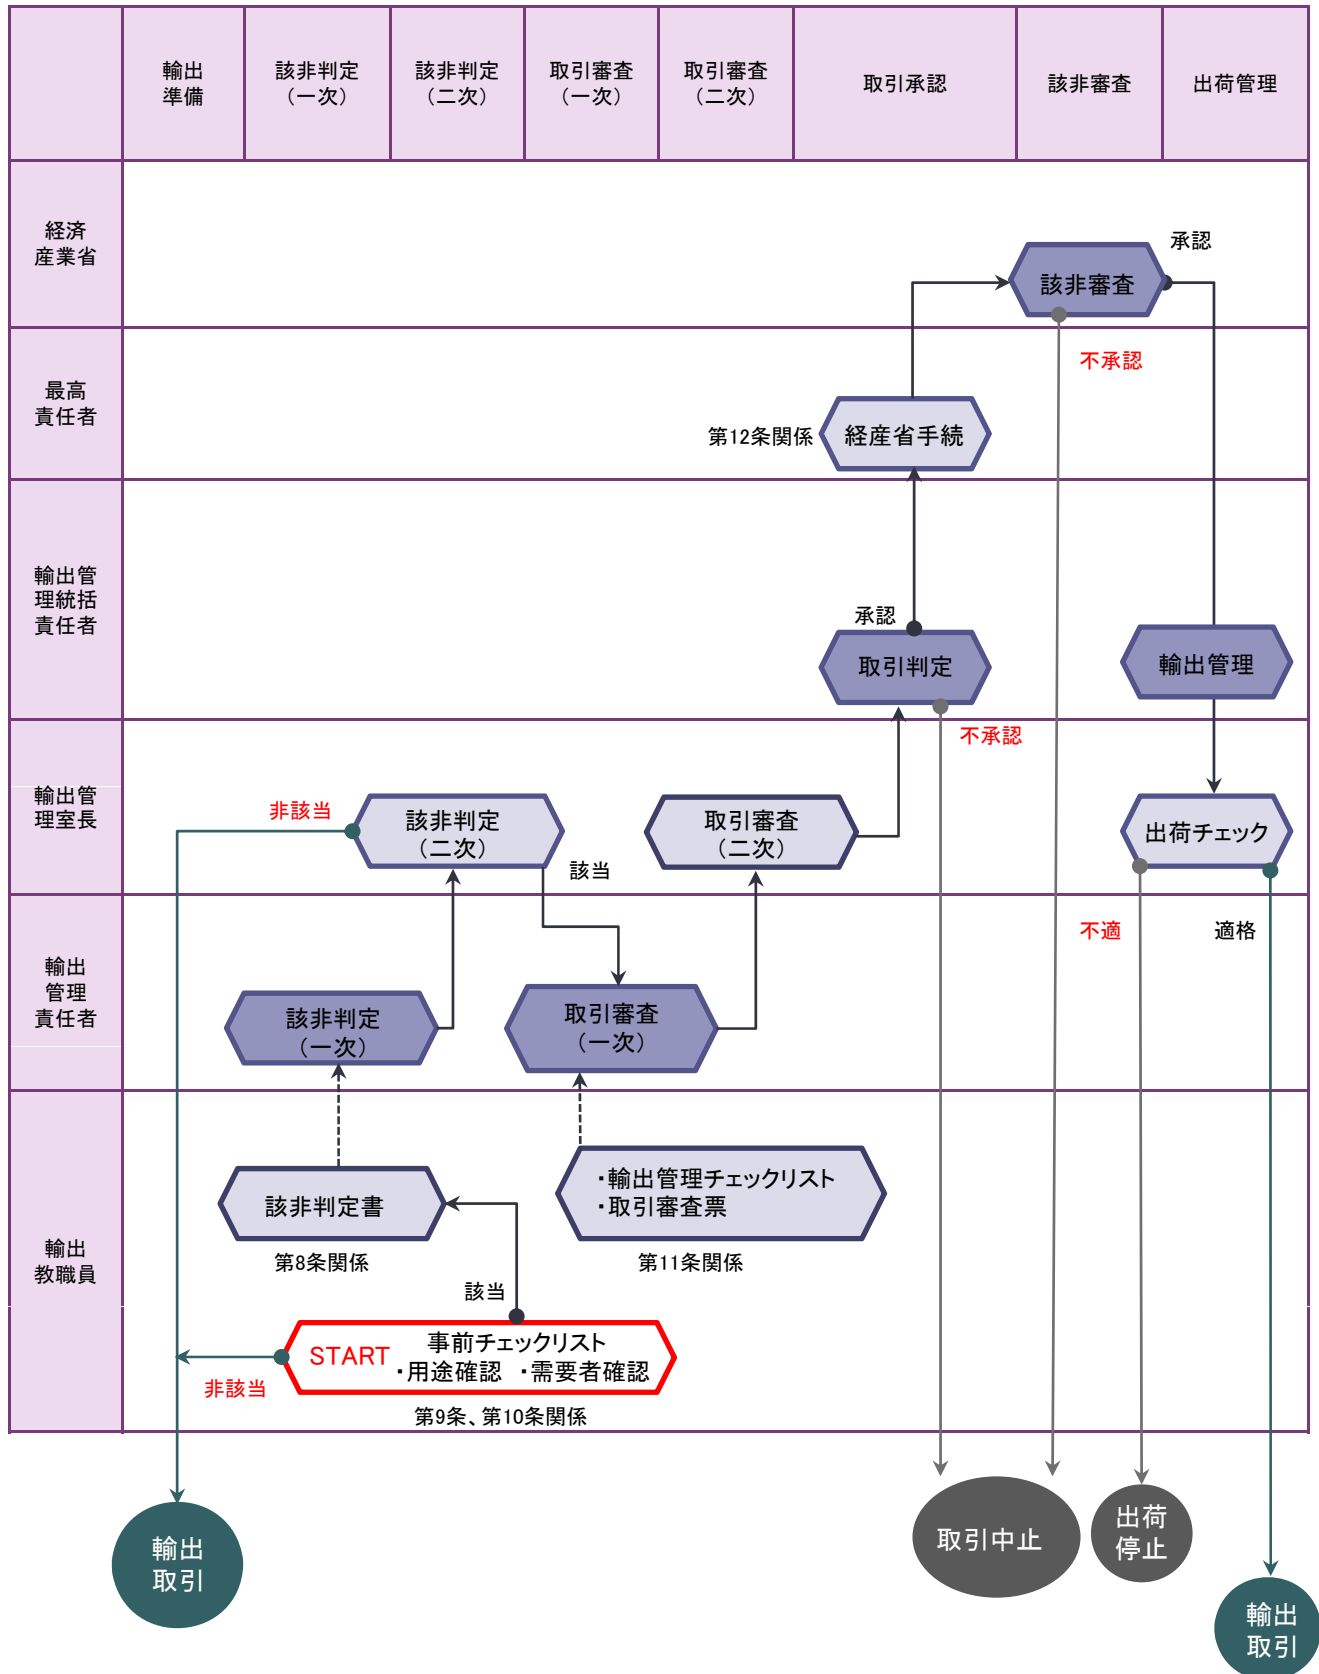 輸出
準備
該非判定
（一次）
該非判定
（二次）
取引審査
（一次）
取引審査
（二次）
取引承認
該非審査
出荷管理
経済
産業省
該非審査
承認
不承認
最高
責任者
第12条関係
経産省手続
輸出管
理統括
責任者
承認
取引判定
不承認
輸出管理
輸出管
理室長
非該当
該非判定
（二次）
該当
取引審査
（二次）
出荷チェック
不適
適格
輸出
管理
責任者
該非判定
（一次）
取引審査
（一次）
輸出
教職員
該非判定書
第8条関係
・輸出管理チェックリスト
・取引審査票
第11条関係
該当
START
事前チェックリスト
・用途確認 ・需要者確認
非該当
第9条、第10条関係
輸出
取引
取引中止
出荷
停止
輸出
取引